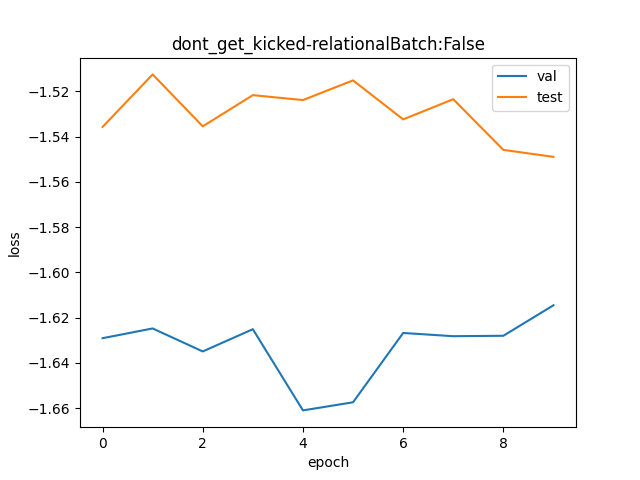 dont_get_kicked-relationalBatch:False
val
test
loss
−1.52
−1.54
−1.56
−1.58
−1.60
−1.62
−1.64
−1.66
0 2 4 6 8
epoch